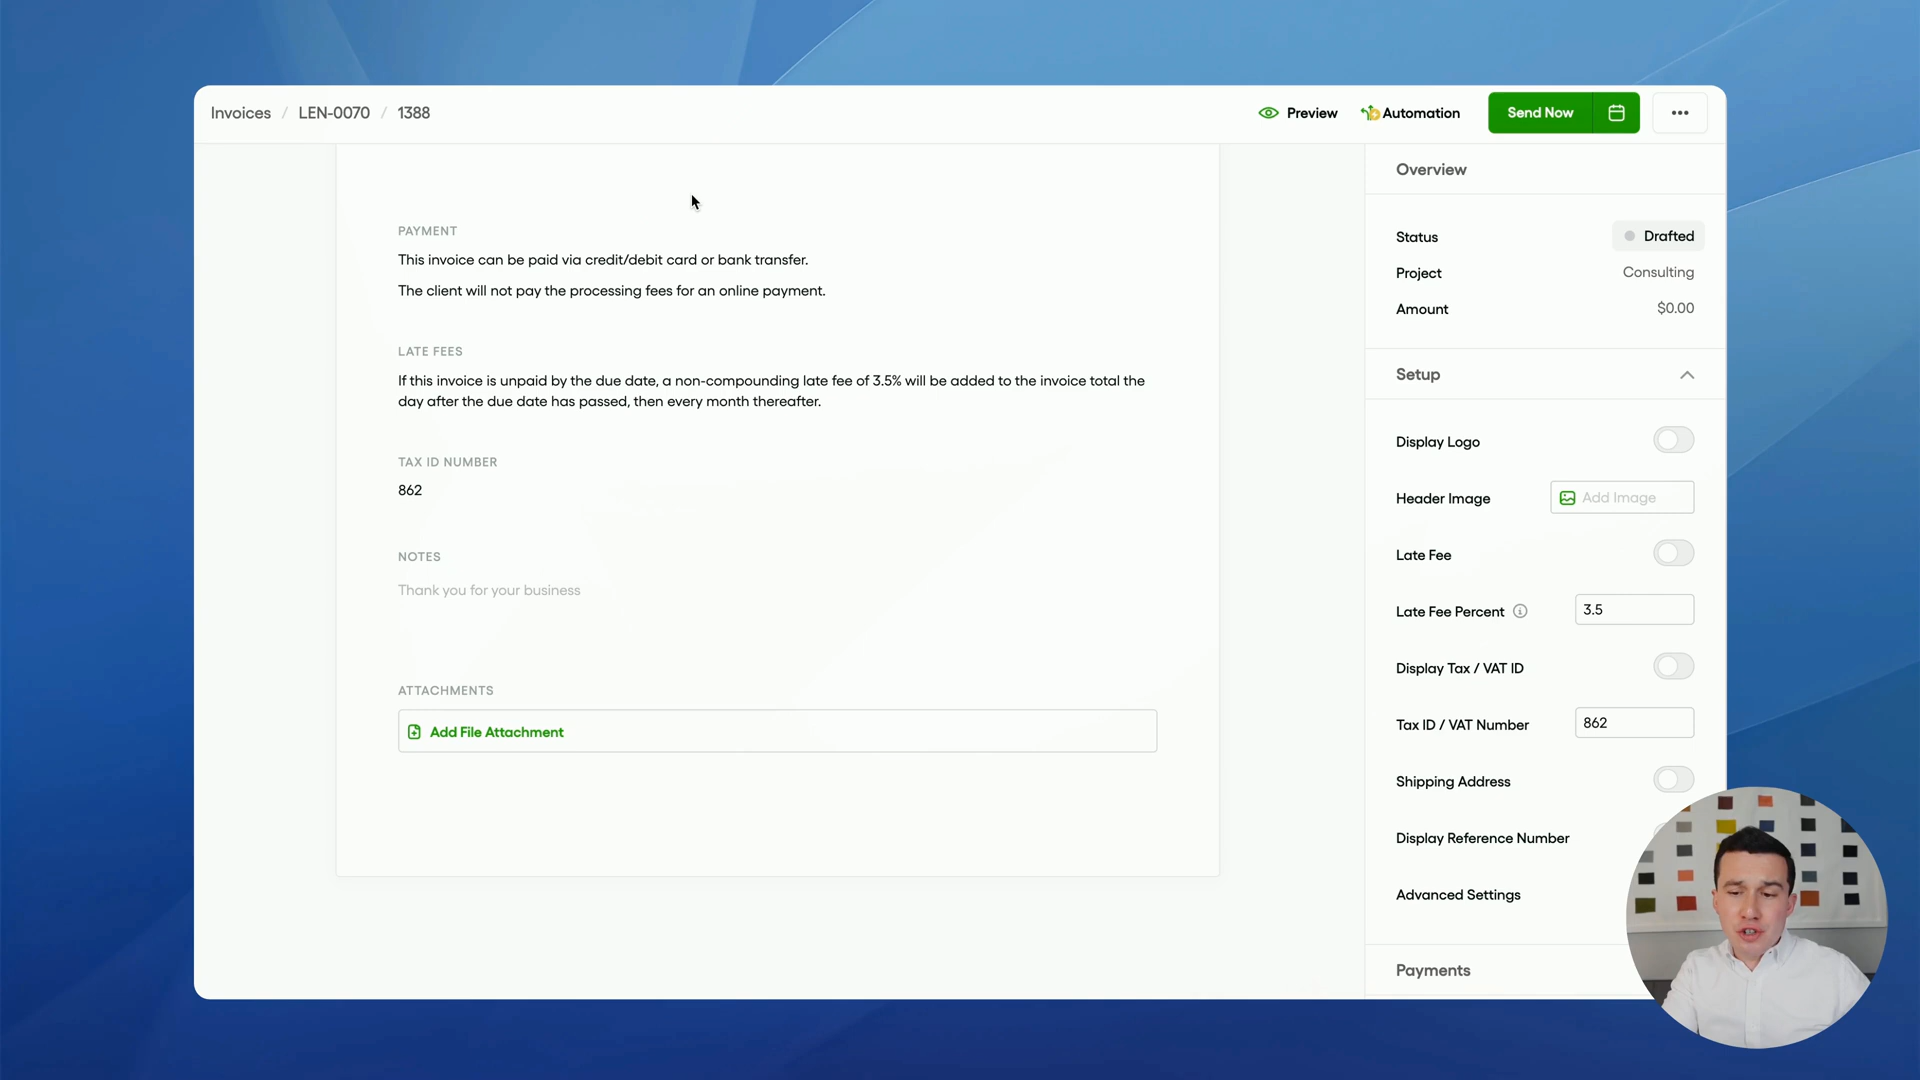 Invoices / LEN-0070 / 1388
Preview
Automation
Send Now
PAYMENT
This invoice can be paid via credit/debit card or bank transfer.
The client will not pay the processing fees for an online payment.
LATE FEES
If this invoice is unpaid by the due date, a non-compounding late fee of 3.5% will be added to the invoice total the
day after the due date has passed, then every month thereafter.
TAX ID NUMBER
862
NOTES
Thank you for your business
ATTACHMENTS
Add File Attachment
Overview
Status Drafted
Project Consulting
Amount $0.00
Setup
Display Logo
Header Image Add Image
Late Fee
Late Fee Percent 3.5
Display Tax / VAT ID
Tax ID / VAT Number 862
Shipping Address
Display Reference Number
Advanced Settings
Payments